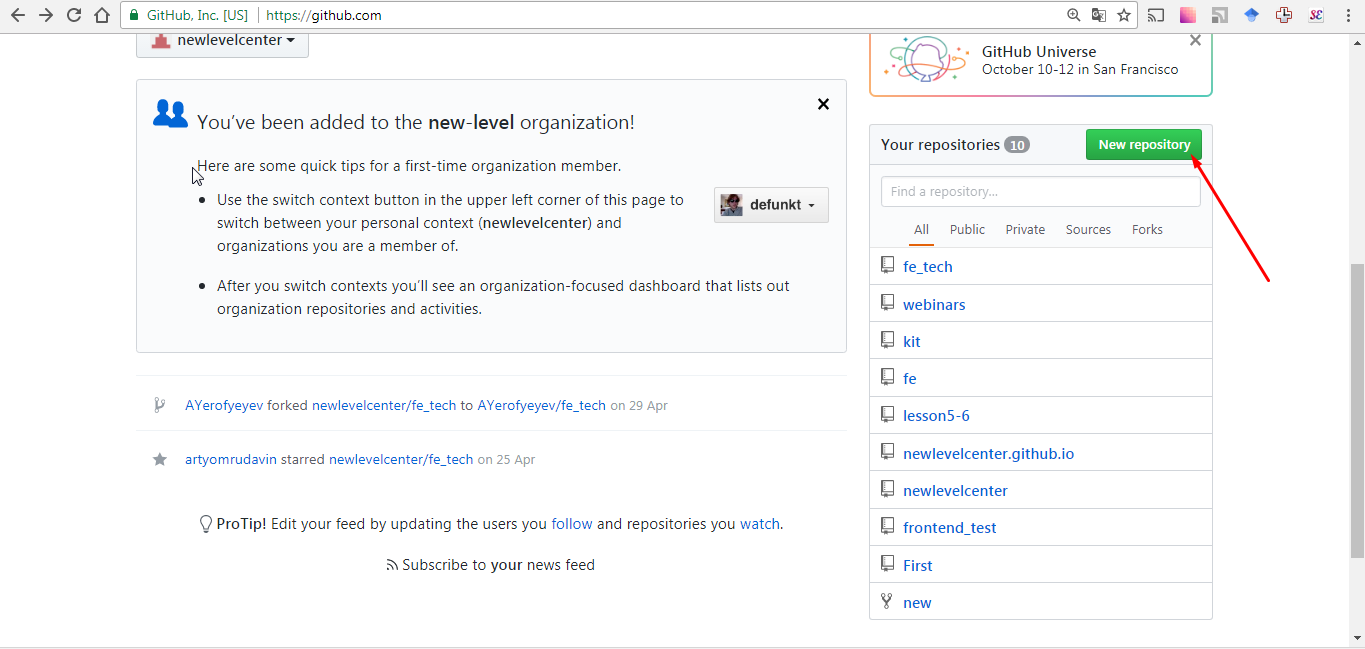 GitHub, Inc. [US] | https://github.com
newlevelcenter
GitHub Universe
October 10-12 in San Francisco
You've been added to the new-level organization!
Here are some quick tips for a first-time organization member.
Use the switch context button in the upper left corner of this page to
switch between your personal context (newlevelcenter) and
organizations you are a member of.
defunkt
After you switch contexts you'll see an organization-focused dashboard that lists out
organization repositories and activities.
AYerofyeyev forked newlevelcenter/fe_tech to AYerofyeyev/fe_tech on 29 Apr
artyomrudavin starred newlevelcenter/fe_tech on 25 Apr
ProTip! Edit your feed by updating the users you follow and repositories you watch.
Subscribe to your news feed
Your repositories 10
New repository
Find a repository...
All Public Private Sources Forks
fe_tech
webinars
kit
fe
lesson5-6
newlevelcenter.github.io
newlevelcenter
frontend_test
First
new